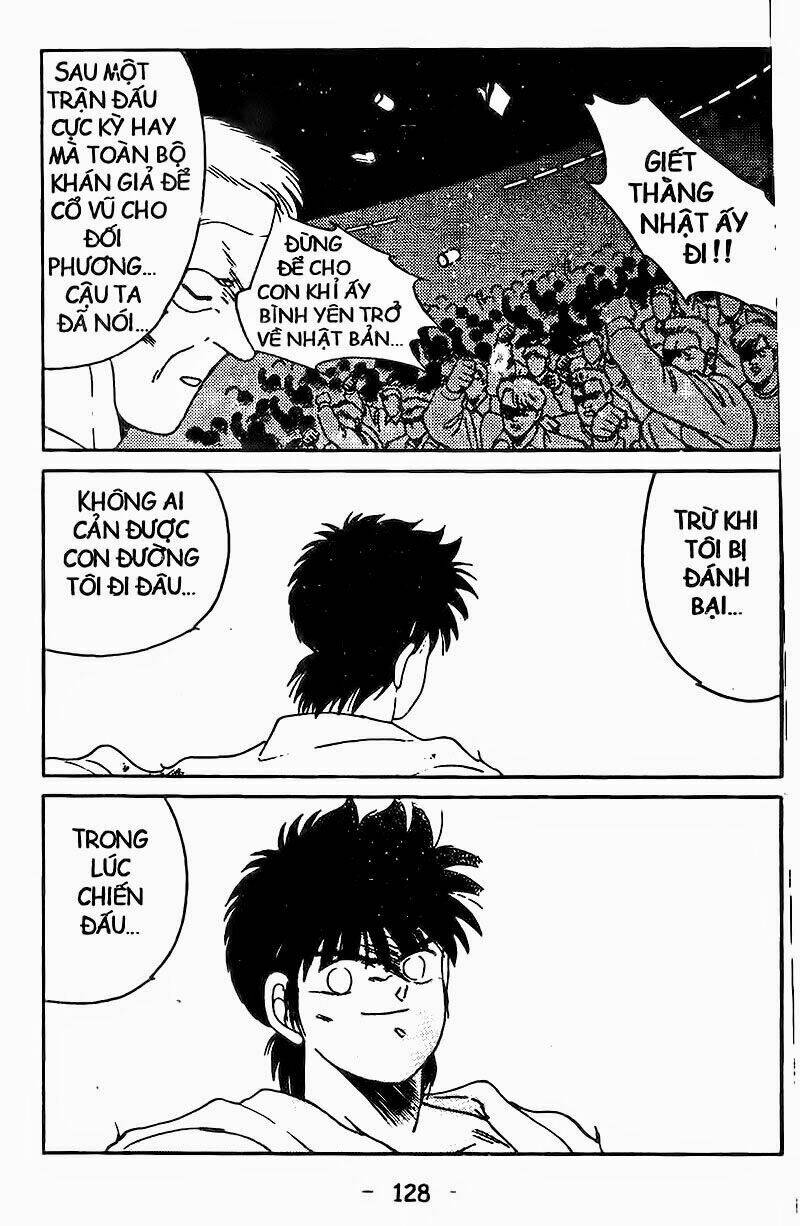 SAU MỘT
TRẬN ĐẤU
CỰC KỲ HAY
MÀ TOÀN BỘ
KHÁN GIẢ ĐỂ
CỔ VŨ CHO
ĐỐI
PHƯƠNG...
CẬU TA
ĐÃ NÓI...
ĐỪNG
ĐỂ CHO
CON KHỈ ẤY
BÌNH YÊN TRỞ
VỀ NHẬT BẢN...
GIẾT
THẰNG
NHẬT ẤY
ĐI!!
KHÔNG AI
CẢN ĐƯỢC
CON ĐƯỜNG
TÔI ĐI ĐÂU...
TRỪ KHI
TÔI BỊ
ĐÁNH
BẠI...
TRONG
LÚC
CHIẾN
ĐẤU...
- 128 -